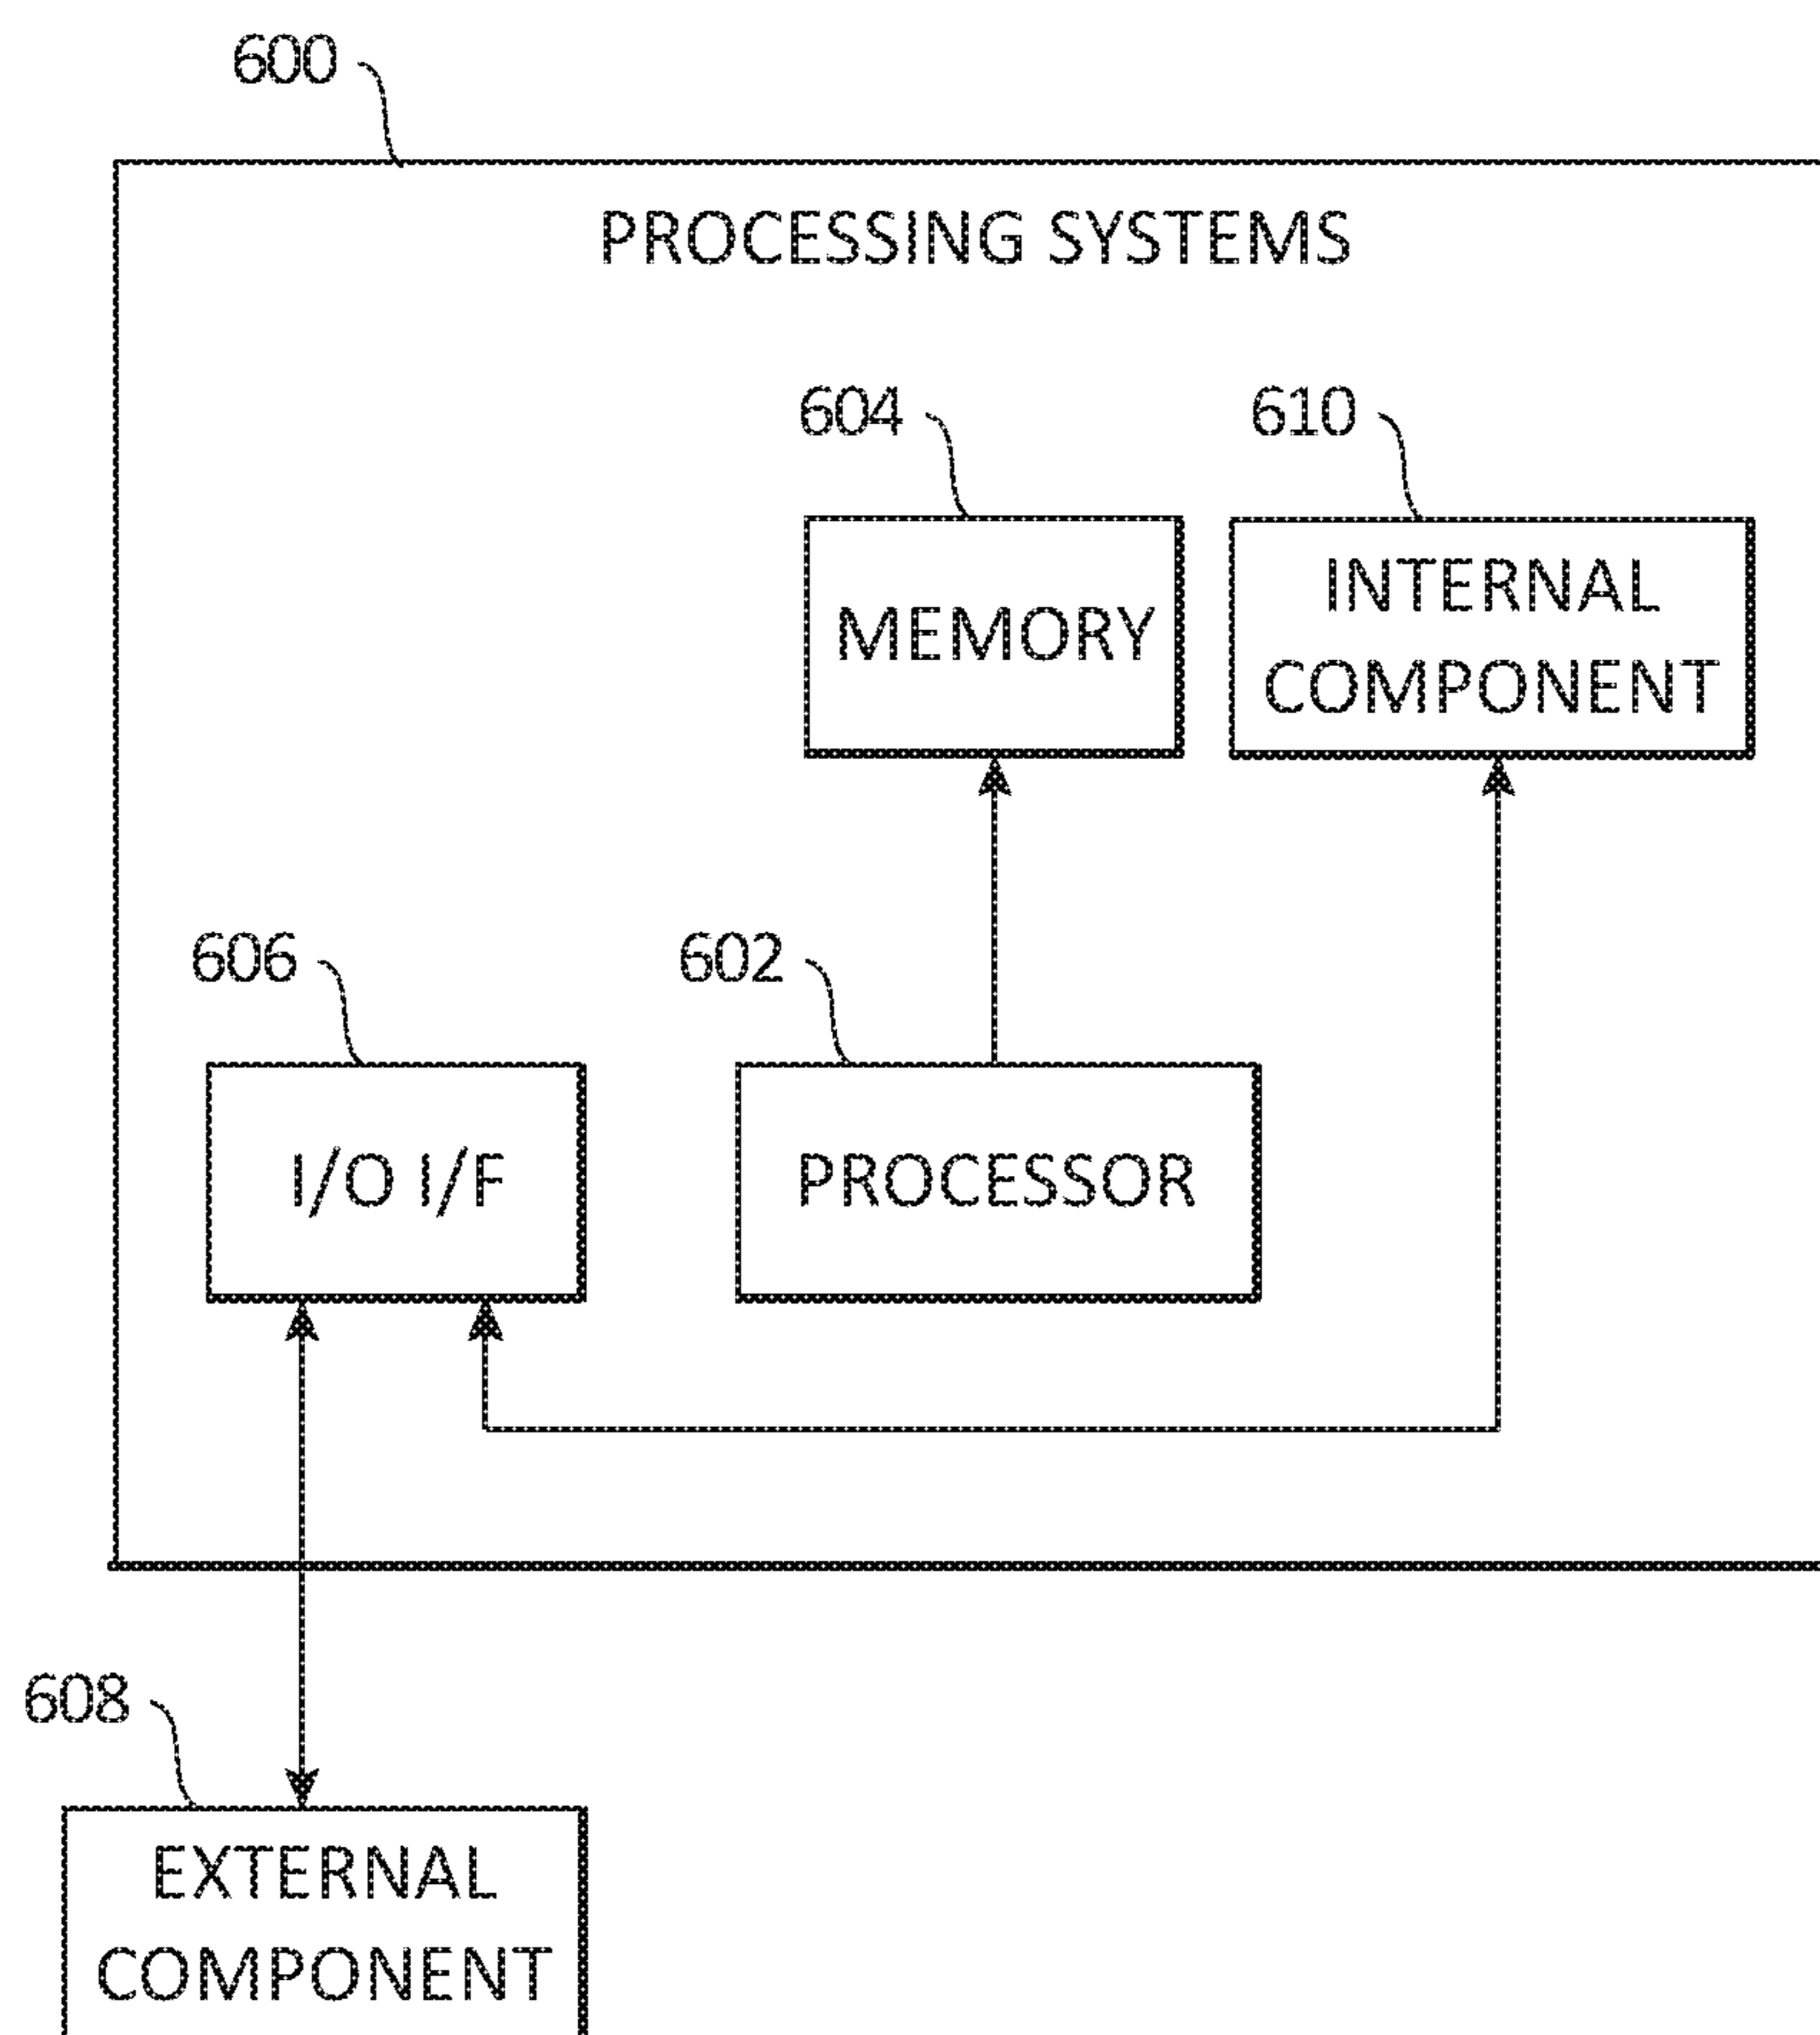 600
PROCESSING SYSTEMS
604
610
MEMORY
INTERNAL
COMPONENT
606
602
I/O I/F
PROCESSOR
608
EXTERNAL
COMPONENT